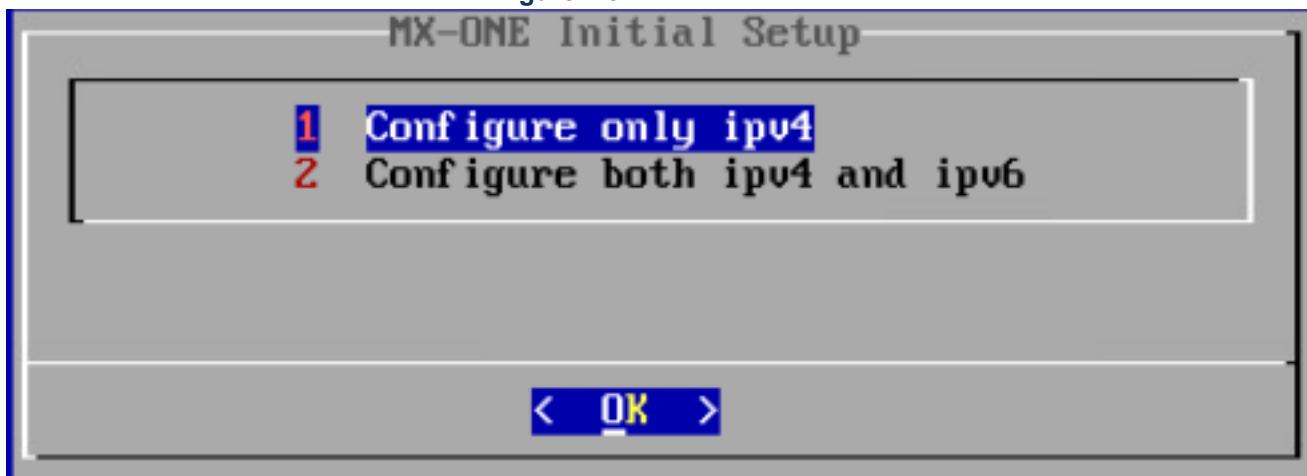 MX-ONE Initial Setup
1 Configure only ipv4
2 Configure both ipv4 and ipv6
< OK >